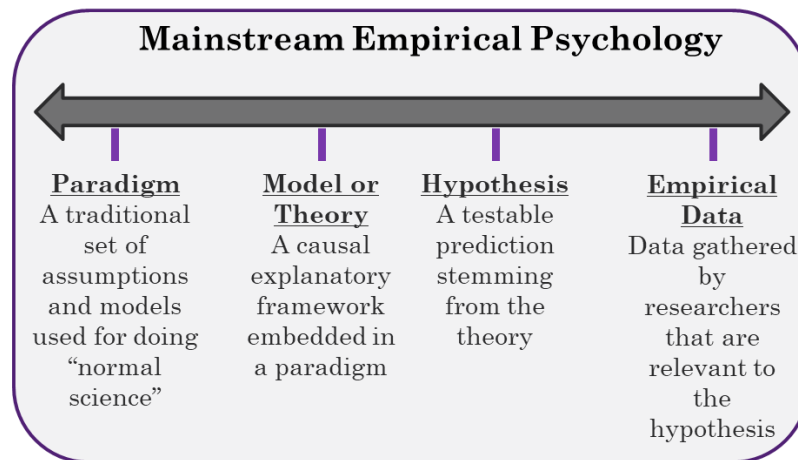 Mainstream Empirical Psychology
Paradigm
A traditional
set of
assumptions
and models
used for doing
“normal
science”
Model or
Theory
A causal
explanatory
framework
embedded in
a paradigm
Hypothesis
A testable
prediction
stemming
from the
theory
Empirical
Data
Data gathered
by
researchers
that are
relevant to
the
hypothesis